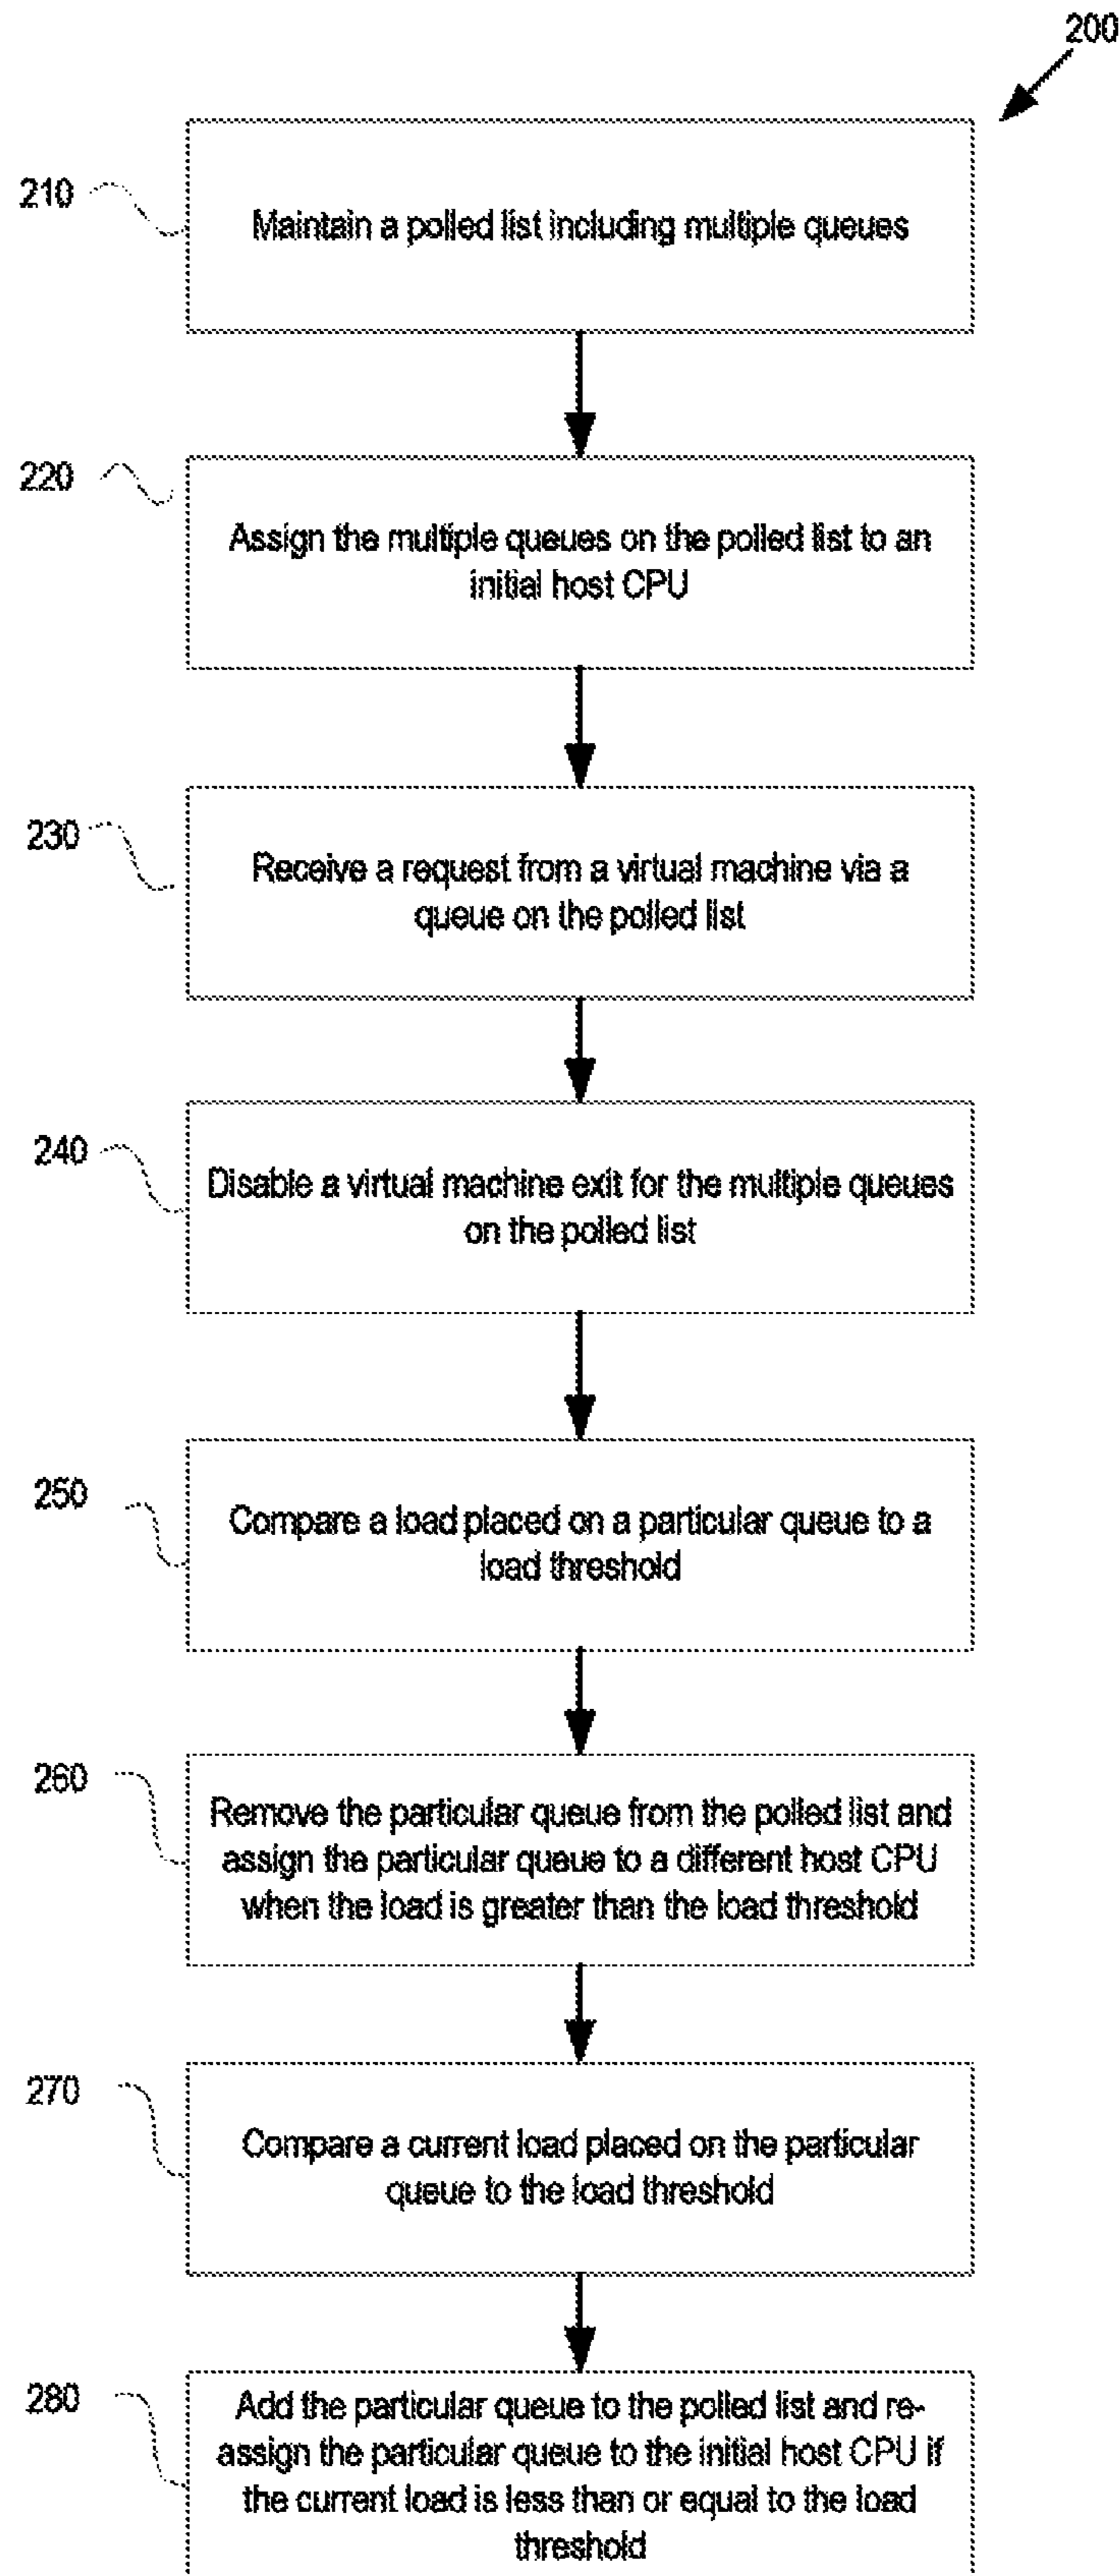 200
210
Maintain a polled list including multiple queues
220
Assign the multiple queues on the polled list to an
initial host CPU
230
Receive a request from a virtual machine via a
queue on the polled list
240
Disable a virtual machine exit for the multiple queues
on the polled list
250
Compare a load placed on a particular queue to a
load threshold
260
Remove the particular queue from the polled list and
assign the particular queue to a different host CPU
when the load is greater than the load threshold
270
Compare a current load placed on the particular
queue to the load threshold
280
Add the particular queue to the polled list and re-
assign the particular queue to the initial host CPU if
the current load is less than or equal to the load
threshold